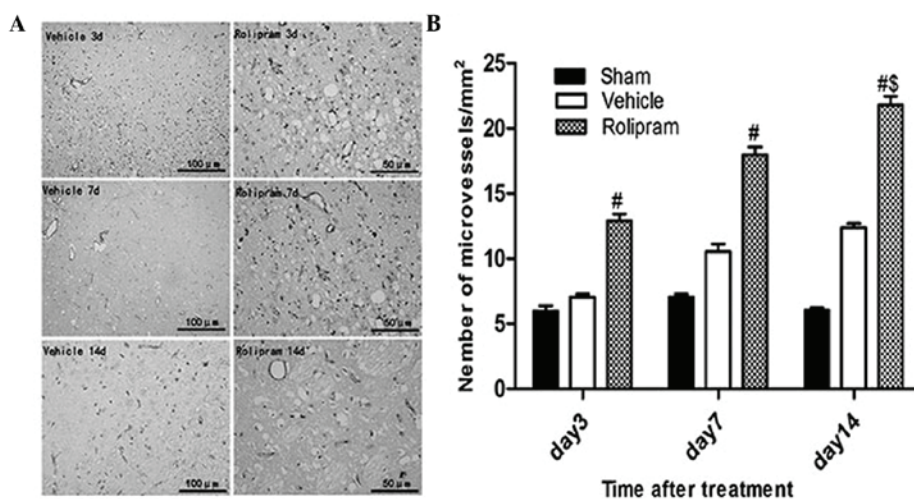 A
Vehicle 3d
100 μm
Rolipram 3d
50 μm
Vehicle 7d
100 μm
Rolipram 7d
50 μm
Vehicle 14d
100 μm
Rolipram 14d
50 μm
B
Nember of microvessels/mm²
25
20
15
10
5
0
Sham
Vehicle
Rolipram
#
#
#$
day3
day7
day14
Time after treatment